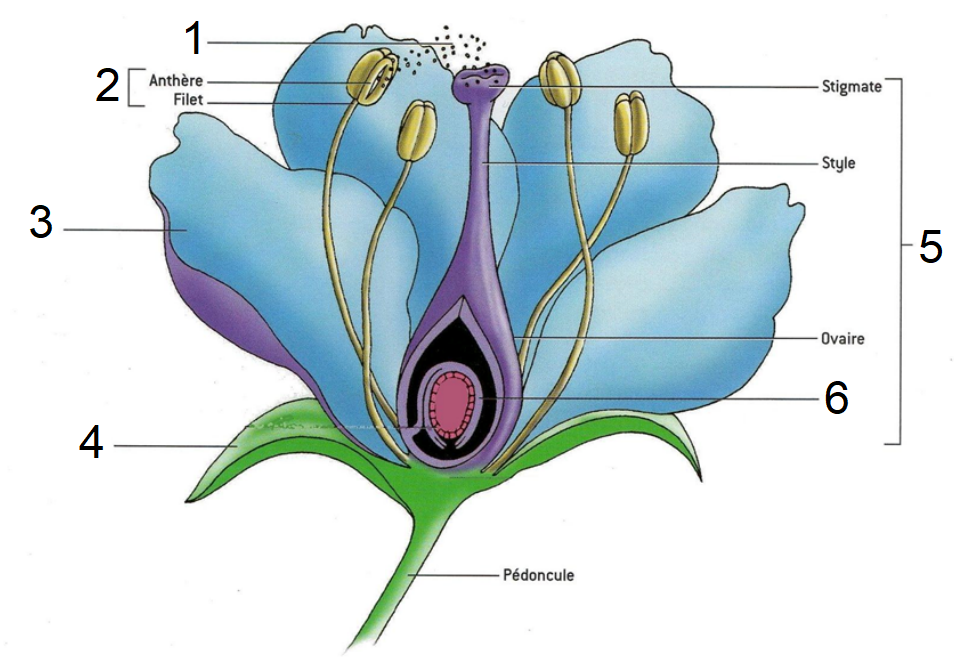 1
2
Anthère
Filet
Stigmate
Style
3
5
Ovaire
6
4
Pédoncule